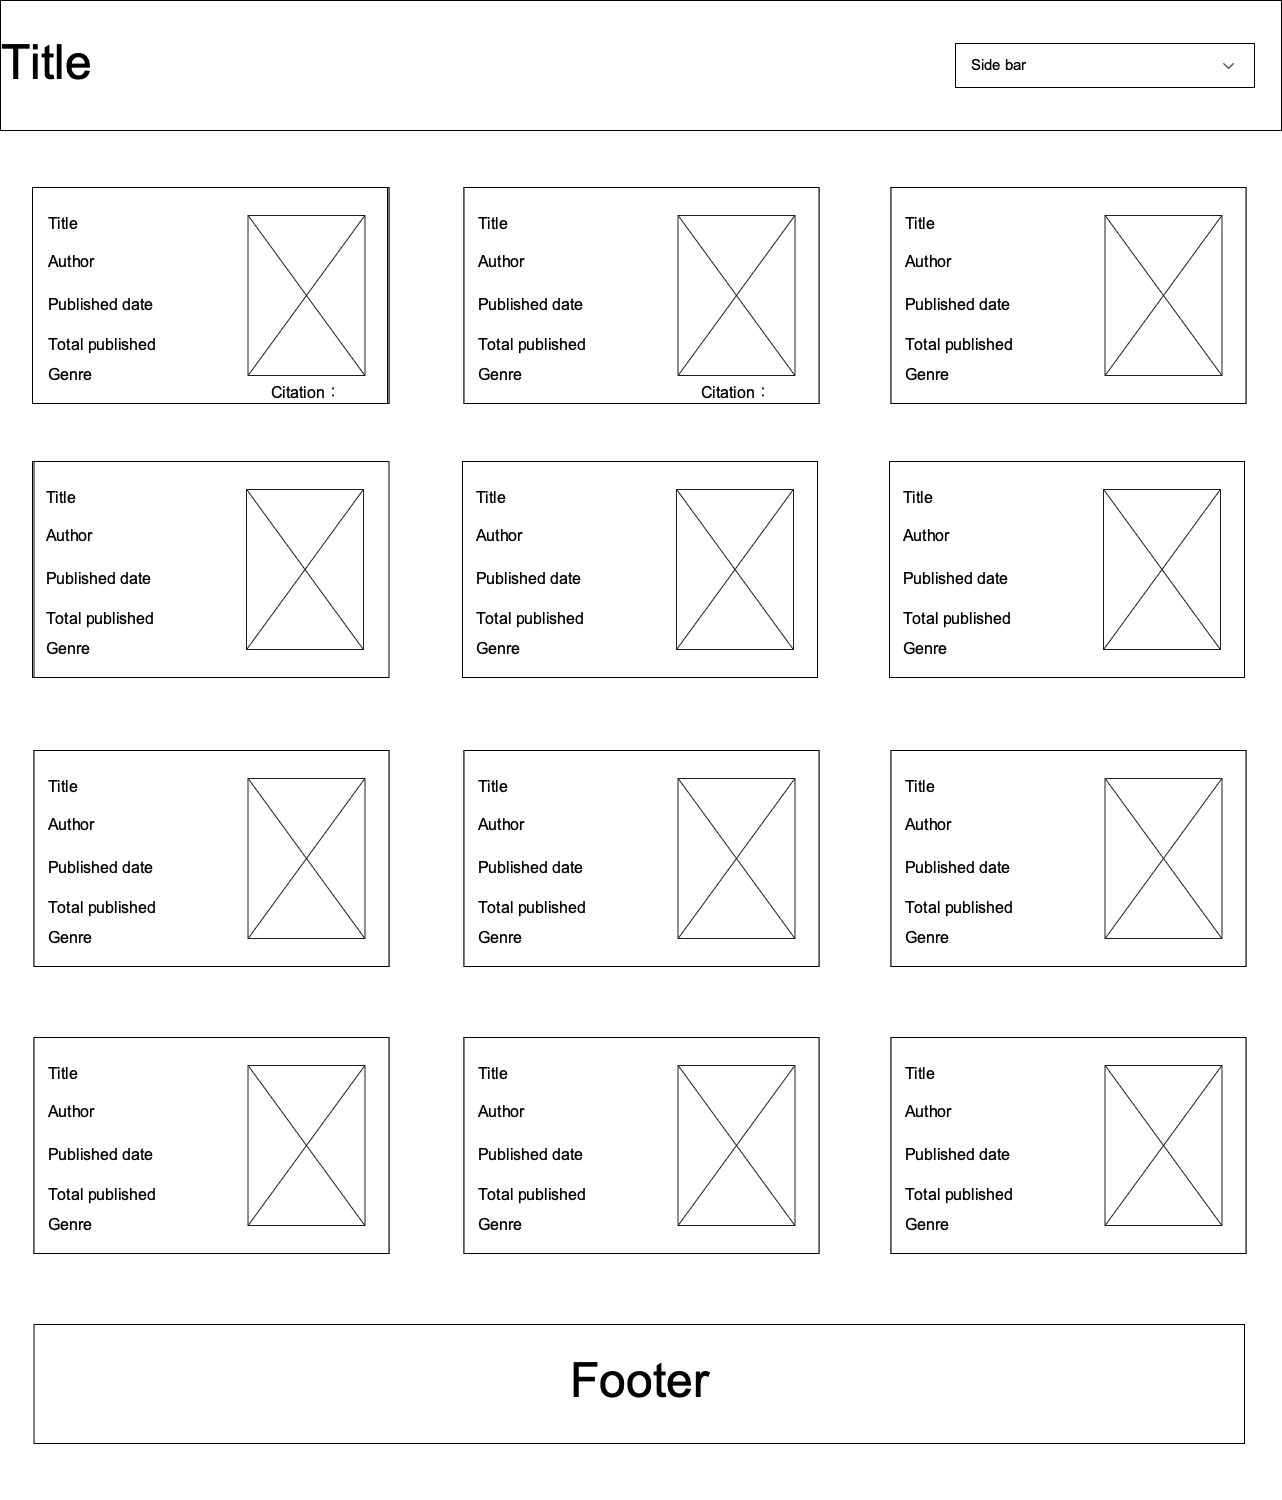 Title
Side bar
Title
Author
Published date
Total published
Genre
Citation：
Title
Author
Published date
Total published
Genre
Citation：
Title
Author
Published date
Total published
Genre
Title
Author
Published date
Total published
Genre
Title
Author
Published date
Total published
Genre
Title
Author
Published date
Total published
Genre
Title
Author
Published date
Total published
Genre
Title
Author
Published date
Total published
Genre
Title
Author
Published date
Total published
Genre
Title
Author
Published date
Total published
Genre
Title
Author
Published date
Total published
Genre
Title
Author
Published date
Total published
Genre
Footer